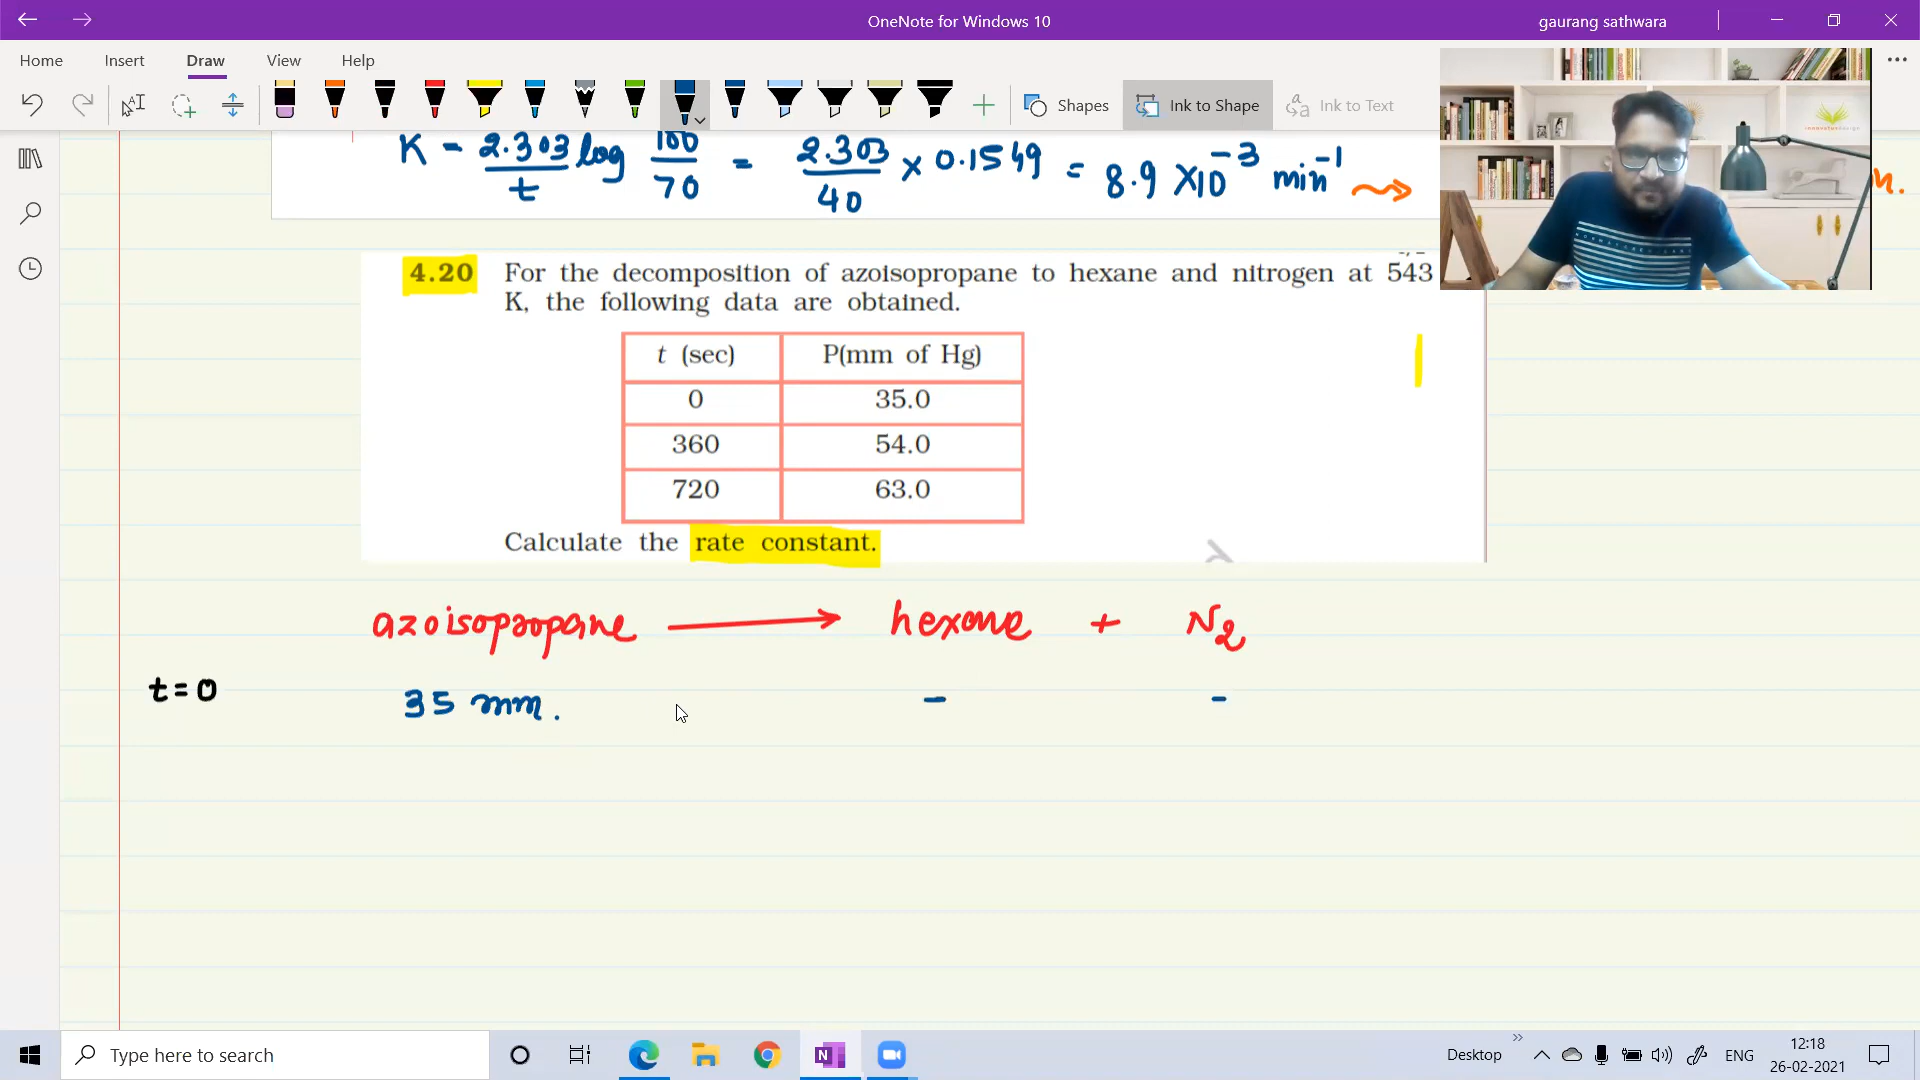 OneNote for Windows 10
gaurang sathwara
Home Insert Draw View Help
Shapes Ink to Shape Ink to Text
K = 2.303/t log 100/70 = 2.303/40 × 0.1549 = 8.9 × 10⁻³ min⁻¹
n.
4.20 For the decomposition of azoisopropane to hexane and nitrogen at 543
K, the following data are obtained.
t (sec) P(mm of Hg)
0 35.0
360 54.0
720 63.0
Calculate the rate constant.
azoisopropane → hexane + N₂
t = 0 35 mm. - -
Type here to search
Desktop
ENG
12:18
26-02-2021